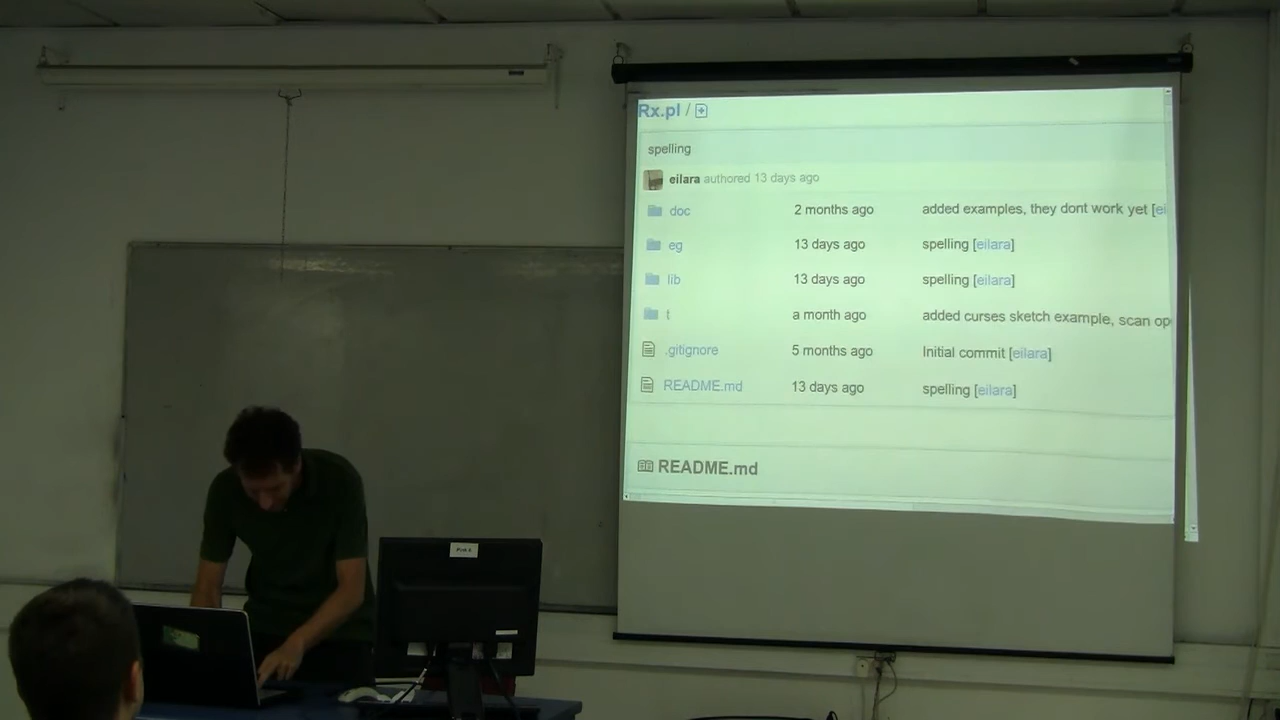 Rx.pl /
spelling
eilara authored 13 days ago
doc 2 months ago added examples, they dont work yet [ei
eg 13 days ago spelling [eilara]
lib 13 days ago spelling [eilara]
t a month ago added curses sketch example, scan op
.gitignore 5 months ago Initial commit [eilara]
README.md 13 days ago spelling [eilara]
README.md